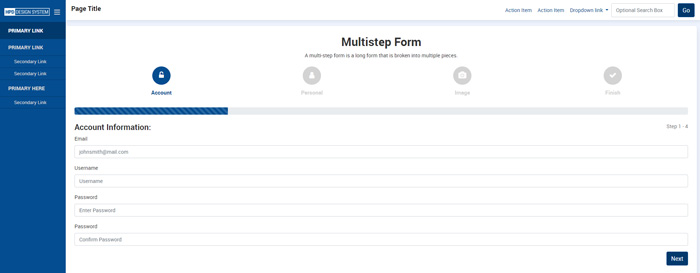 NPD DESIGN SYSTEM
Page Title
Action Item
Action Item
Dropdown link
Optional Search Box
Go
PRIMARY LINK
PRIMARY LINK
Secondary Link
Secondary Link
PRIMARY HERE
Secondary Link
Multistep Form
A multi-step form is a long form that is broken into multiple pieces.
Account
Personal
Image
Finish
Account Information:
Step 1 - 4
Email
johnsmith@mail.com
Username
Username
Password
Enter Password
Password
Confirm Password
Next